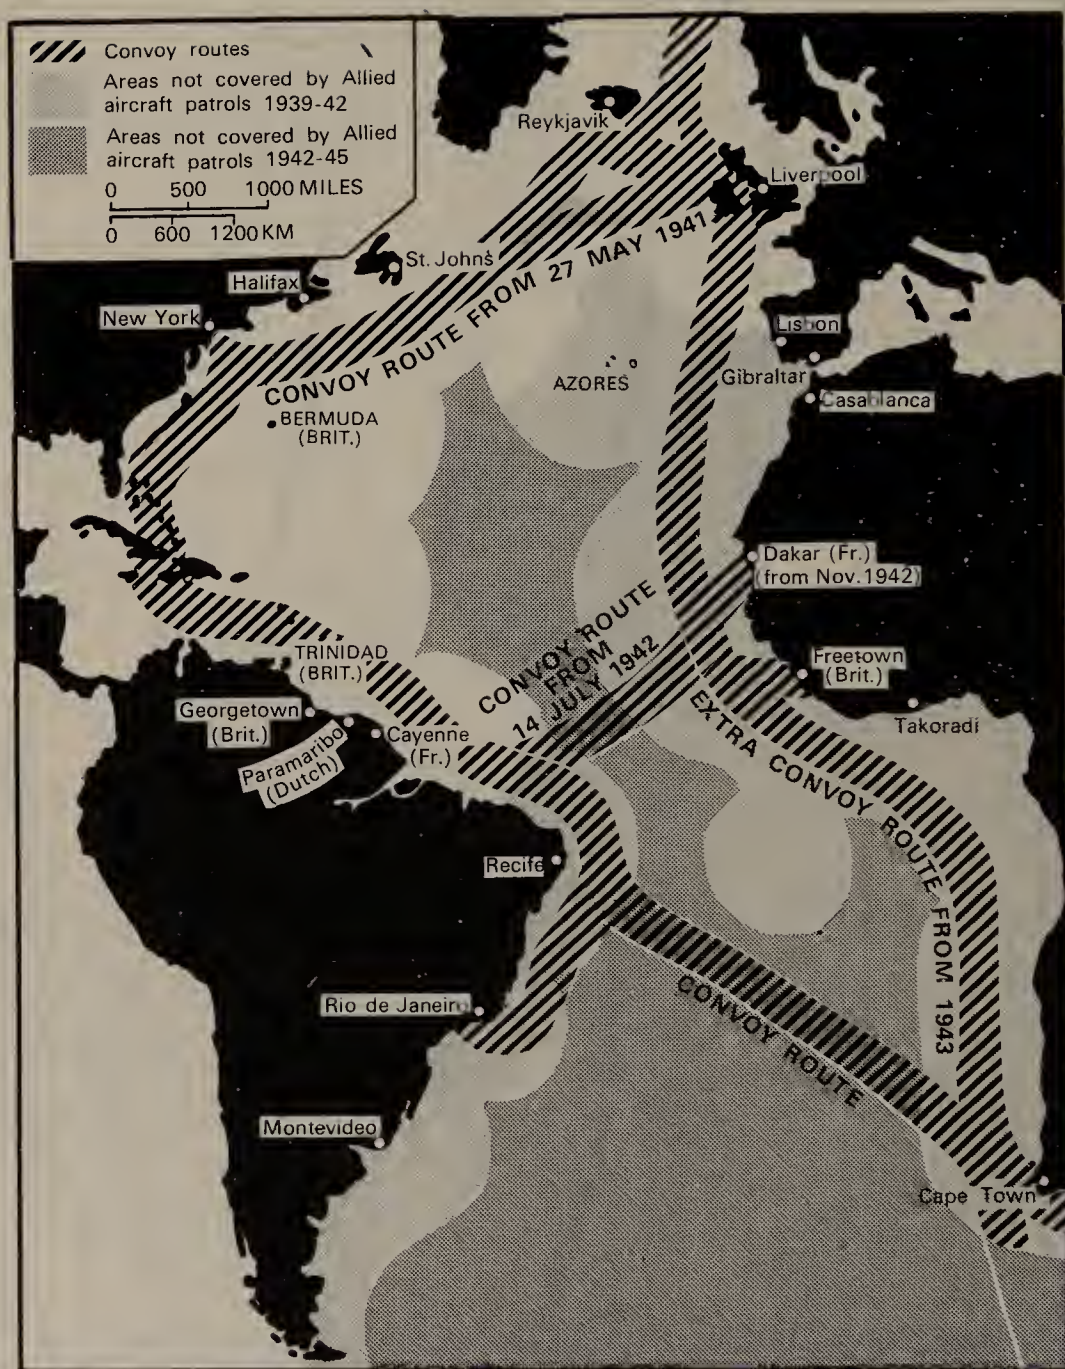 Convoy routes
Areas not covered by Allied
aircraft patrols 1939-42
Areas not covered by Allied
aircraft patrols 1942-45
0 500 1000 MILES
0 600 1200 KM
Reykjavik
Liverpool
St. John's
Halifax
New York
CONVOY ROUTE FROM 27 MAY 1941
Lisbon
AZORES
Gibraltar
Casablanca
BERMUDA
(BRIT.)
Dakar (Fr.)
(from Nov. 1942)
CONVOY ROUTE
FROM
14 JULY 1942
TRINIDAD
(BRIT.)
Freetown
(Brit.)
Georgetown
(Brit.)
Takoradi
Paramaribo
(Dutch)
Cayenne
(Fr.)
EXTRA CONVOY ROUTE FROM 1943
Recife
Rio de Janeiro
CONVOY ROUTE
Montevideo
Cape Town